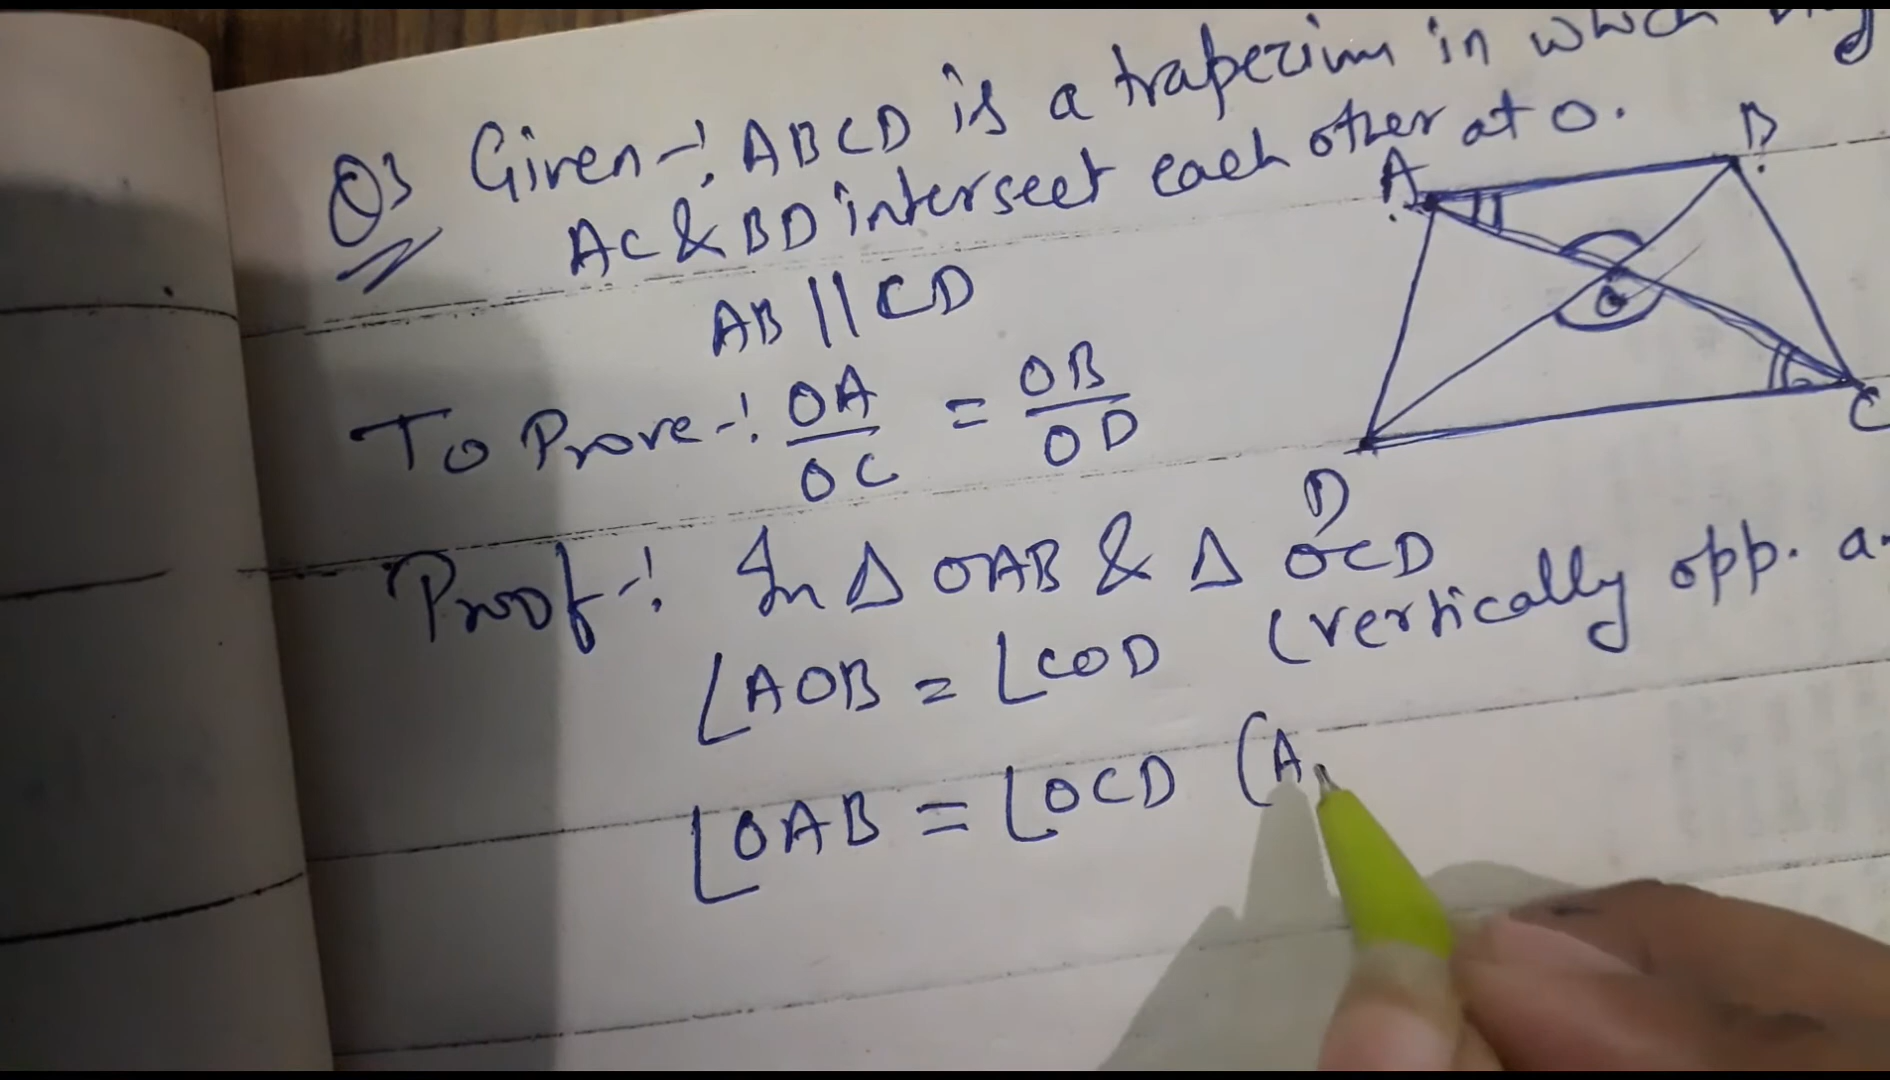 Q3 Given-: ABCD is a trapezium in which
AC & BD intersect each other at O.
AB || CD
To Prove-: OA/OC = OB/OD
Proof-: In Δ OAB & Δ OCD
∠AOB = ∠COD (vertically opp. a.
∠OAB = ∠OCD (A
A
B
O
C
D